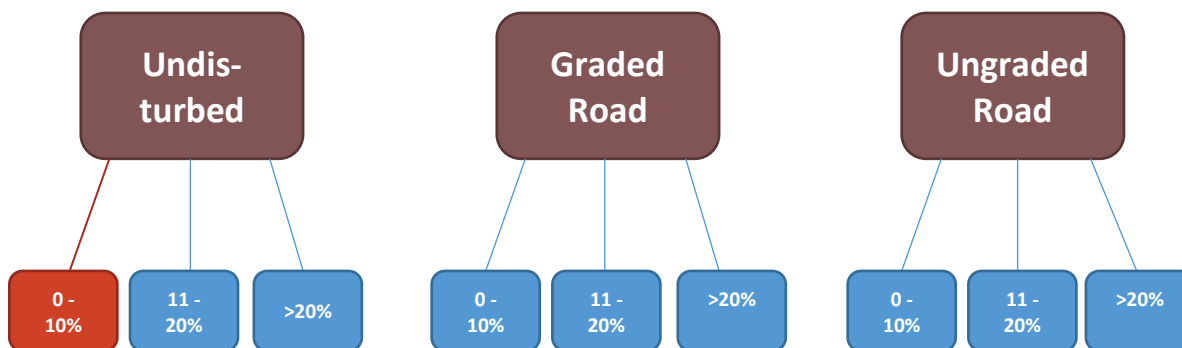 Undis-
turbed
Graded
Road
Ungraded
Road
0 -
10%
11 -
20%
>20%
0 -
10%
11 -
20%
>20%
0 -
10%
11 -
20%
>20%